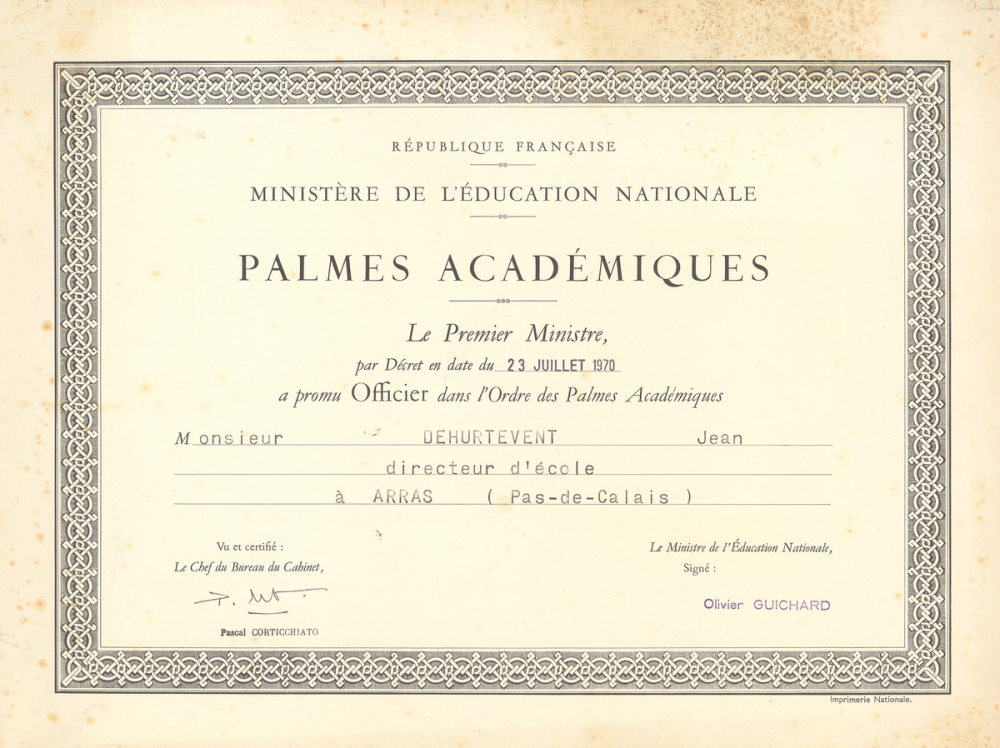 RÉPUBLIQUE FRANÇAISE
MINISTÈRE DE L'ÉDUCATION NATIONALE
PALMES ACADÉMIQUES
Le Premier Ministre,
par Décret en date du 23 JUILLET 1970
a promu Officier dans l'Ordre des Palmes Académiques
Monsieur DEHURTEVENT Jean
directeur d'école
à ARRAS ( Pas-de-Calais )
Vu et certifié :
Le Chef du Bureau du Cabinet,
Pascal CORTICCHIATO
Le Ministre de l'Éducation Nationale,
Signé :
Olivier GUICHARD
Imprimerie Nationale.